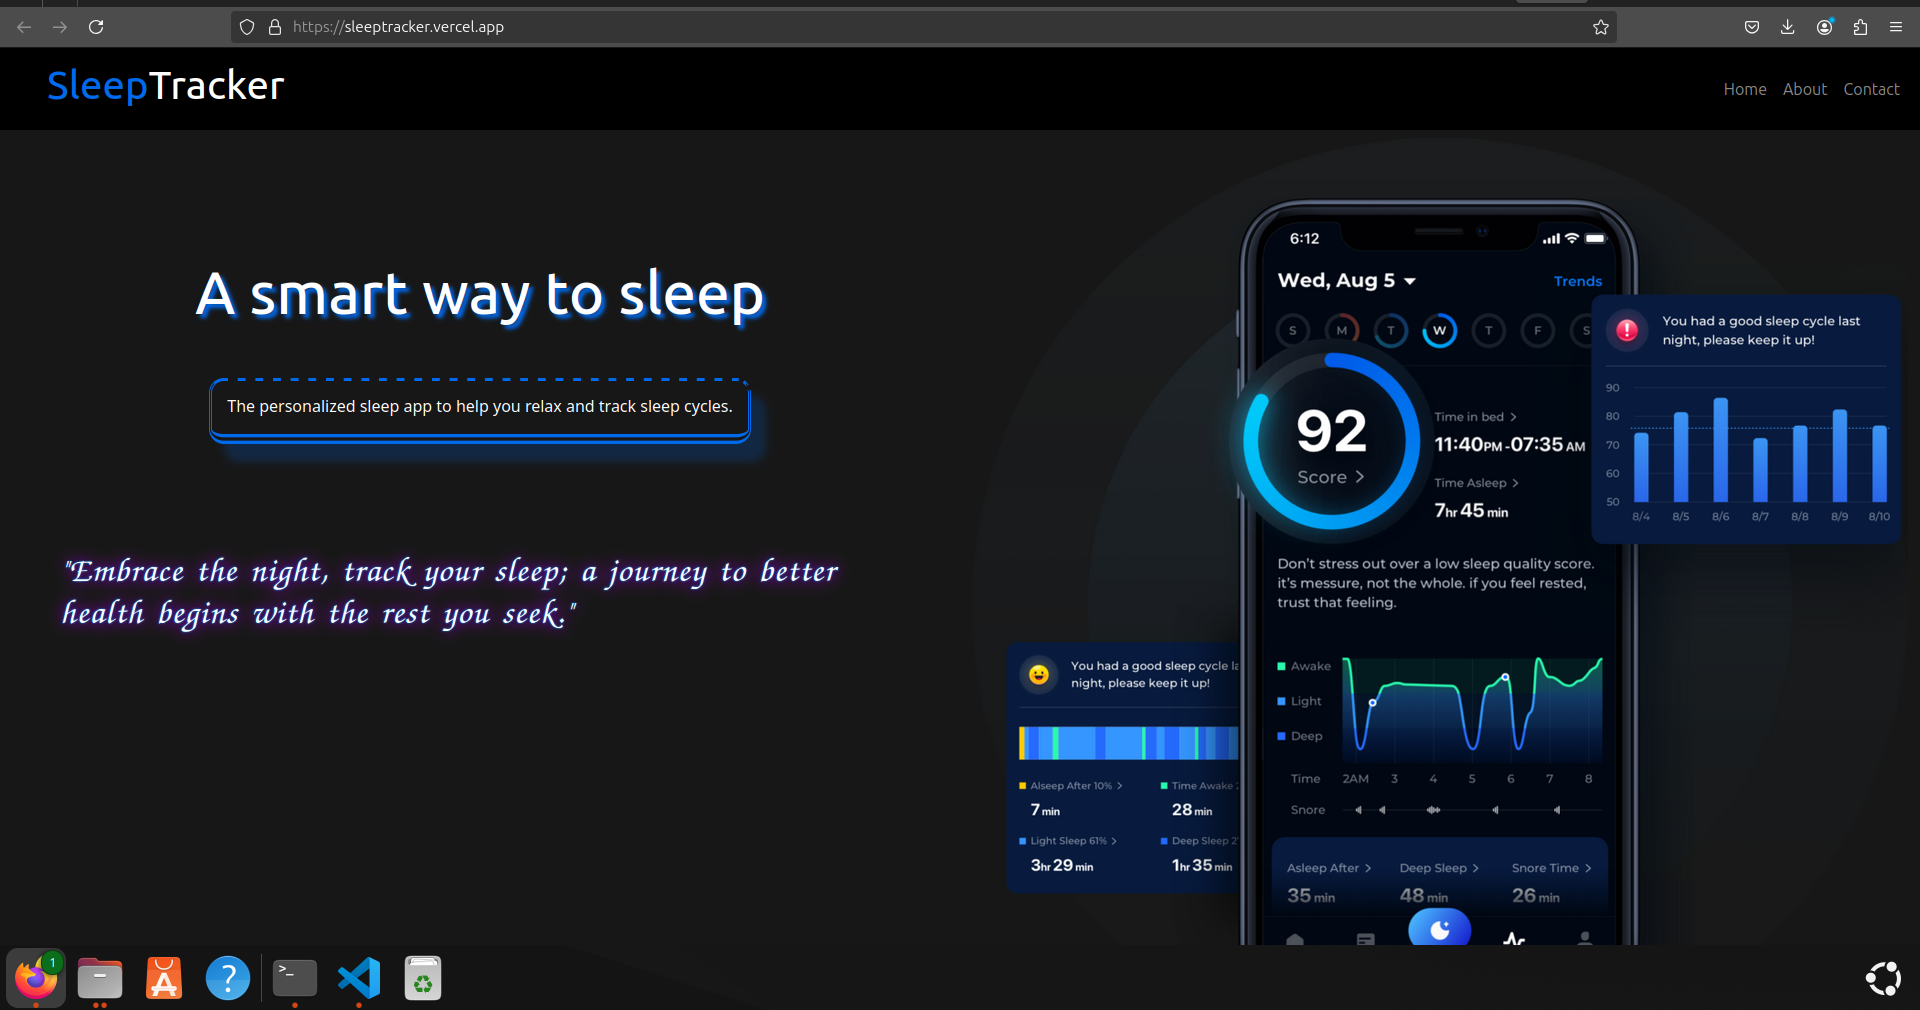 https://sleeptracker.vercel.app
SleepTracker
Home About Contact
A smart way to sleep
The personalized sleep app to help you relax and track sleep cycles.
"Embrace the night, track your sleep; a journey to better
health begins with the rest you seek."
6:12
Wed, Aug 5
Trends
S M T W T F S
92
Score >
Time in bed >
11:40PM-07:35 AM
Time Asleep >
7hr 45 min
You had a good sleep cycle last
night, please keep it up!
90
80
70
60
50
8/4 8/5 8/6 8/7 8/8 8/9 8/10
Don't stress out over a low sleep quality score.
it's messure, not the whole. if you feel rested,
trust that feeling.
You had a good sleep cycle
night, please keep it up!
Alseep After 10% >
7 min
Time Awake
28 min
Light Sleep 61% >
3hr 29 min
Deep Sleep
1hr 35 min
Awake
Light
Deep
Time 2AM 3 4 5 6 7 8
Snore
Asleep After > Deep Sleep > Snore Time >
35 min 48 min 26 min
1